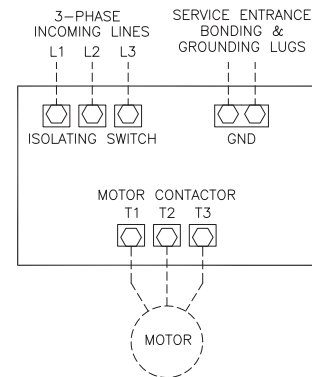 3-PHASE
INCOMING LINES
L1 L2 L3
SERVICE ENTRANCE
BONDING &
GROUNDING LUGS
ISOLATING SWITCH
GND
MOTOR CONTACTOR
T1 T2 T3
MOTOR